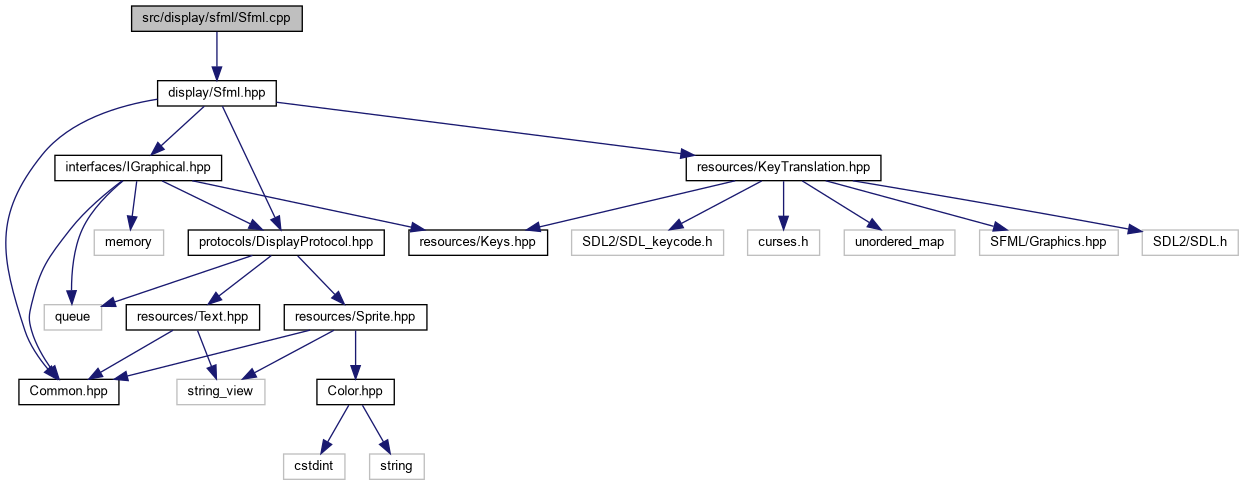 src/display/sfml/Sfml.cpp
display/Sfml.hpp
interfaces/IGraphical.hpp
resources/KeyTranslation.hpp
memory
protocols/DisplayProtocol.hpp
resources/Keys.hpp
SDL2/SDL_keycode.h
curses.h
unordered_map
SFML/Graphics.hpp
SDL2/SDL.h
queue
resources/Text.hpp
resources/Sprite.hpp
Common.hpp
string_view
Color.hpp
cstdint
string